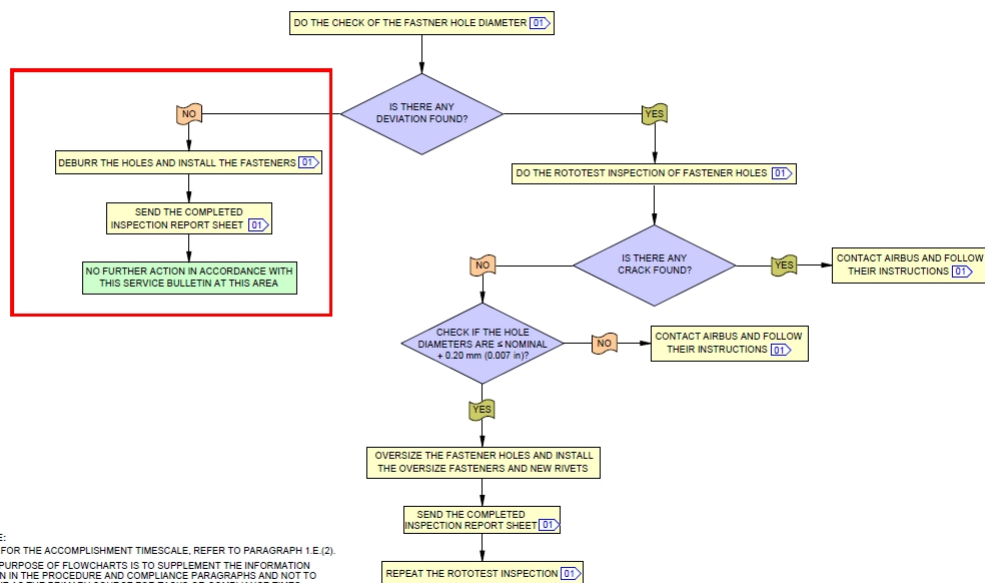 DO THE CHECK OF THE FASTNER HOLE DIAMETER 01
IS THERE ANY
DEVIATION FOUND?
NO
YES
DEBURR THE HOLES AND INSTALL THE FASTENERS 01
SEND THE COMPLETED
INSPECTION REPORT SHEET 01
NO FURTHER ACTION IN ACCORDANCE WITH
THIS SERVICE BULLETIN AT THIS AREA
DO THE ROTOTEST INSPECTION OF FASTENER HOLES 01
IS THERE ANY
CRACK FOUND?
NO
YES
CONTACT AIRBUS AND FOLLOW
THEIR INSTRUCTIONS 01
CHECK IF THE HOLE
DIAMETERS ARE ≤ NOMINAL
+ 0.20 mm (0.007 in)?
NO
CONTACT AIRBUS AND FOLLOW
THEIR INSTRUCTIONS 01
YES
OVERSIZE THE FASTENER HOLES AND INSTALL
THE OVERSIZE FASTENERS AND NEW RIVETS
SEND THE COMPLETED
INSPECTION REPORT SHEET 01
REPEAT THE ROTOTEST INSPECTION 01
E:
FOR THE ACCOMPLISHMENT TIMESCALE, REFER TO PARAGRAPH 1.E.(2).
PURPOSE OF FLOWCHARTS IS TO SUPPLEMENT THE INFORMATION
N IN THE PROCEDURE AND COMPLIANCE PARAGRAPHS AND NOT TO